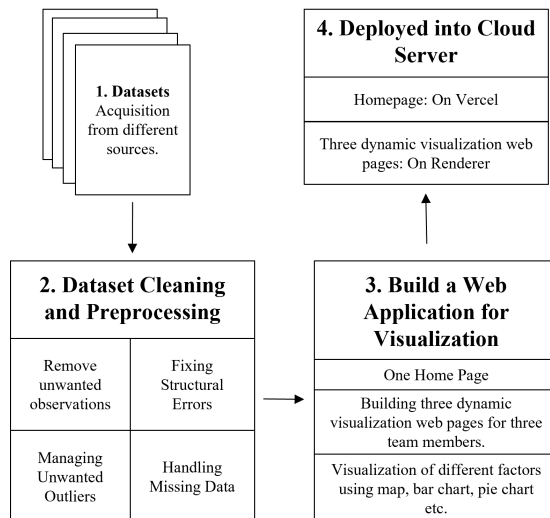 1. Datasets
Acquisition
from different
sources.
2. Dataset Cleaning
and Preprocessing
Remove
unwanted
observations
Fixing
Structural
Errors
Managing
Unwanted
Outliers
Handling
Missing Data
3. Build a Web
Application for
Visualization
One Home Page
Building three dynamic
visualization web pages for three
team members.
Visualization of different factors
using map, bar chart, pie chart
etc.
4. Deployed into Cloud
Server
Homepage: On Vercel
Three dynamic visualization web
pages: On Renderer